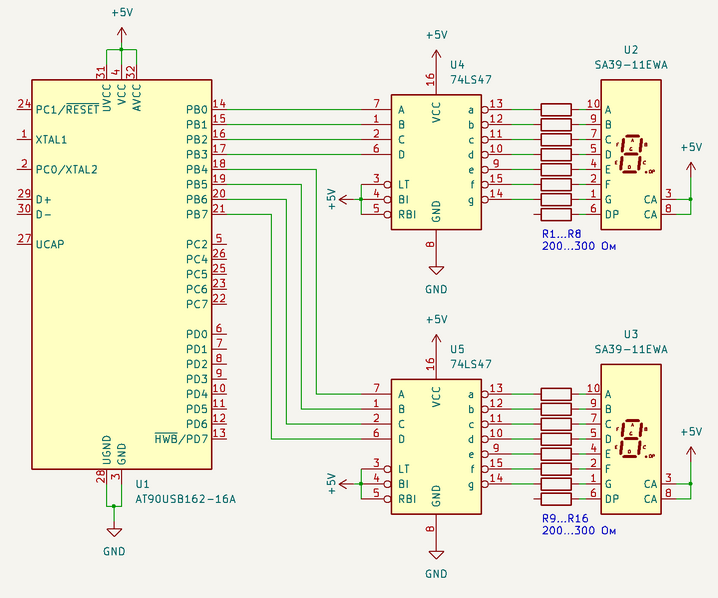 +5V
31
4
32
UVCC
VCC
AVCC
24 PC1/RESET
1 XTAL1
2 PC0/XTAL2
29 D+
30 D-
27 UCAP
PB0 14
PB1 15
PB2 16
PB3 17
PB4 18
PB5 19
PB6 20
PB7 21
PC2 5
PC4 26
PC5 25
PC6 23
PC7 22
PD0 6
PD1 7
PD2 8
PD3 9
PD4 10
PD5 11
PD6 12
HWB/PD7 13
UGND
GND
28
3
U1
AT90USB162-16A
GND
+5V
U4
74LS47
16
VCC
7 A
1 B
2 C
6 D
3 LT
4 BI
5 RBI
+5V
a 13
b 12
c 11
d 10
e 9
f 15
g 14
GND
8
GND
R1...R8
200...300 Ом
U2
SA39-11EWA
10 A
9 B
7 C
5 D
4 E
2 F
1 G
6 DP
A
F
B
G
E
C
D
DP
CA 3
CA 8
+5V
+5V
U5
74LS47
16
VCC
7 A
1 B
2 C
6 D
3 LT
4 BI
5 RBI
+5V
a 13
b 12
c 11
d 10
e 9
f 15
g 14
GND
8
GND
R9...R16
200...300 Ом
U3
SA39-11EWA
10 A
9 B
7 C
5 D
4 E
2 F
1 G
6 DP
A
F
B
G
E
C
D
DP
CA 3
CA 8
+5V